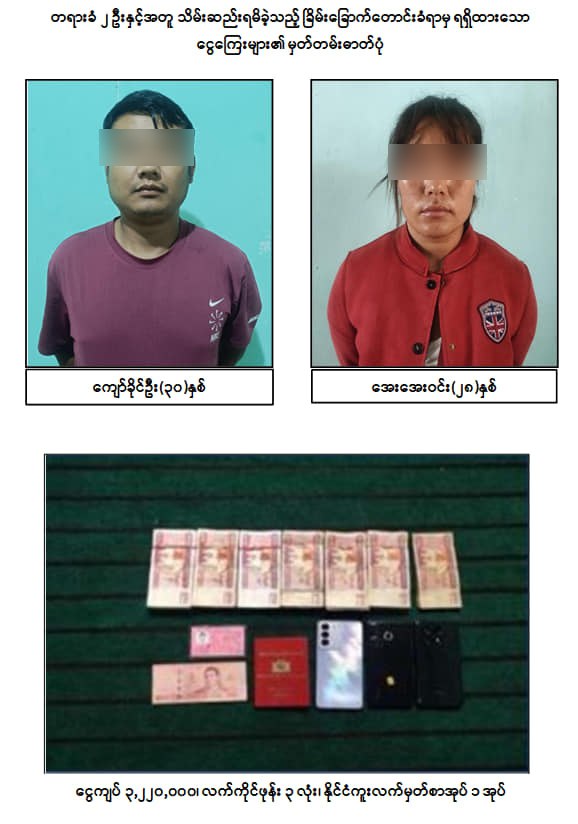 တရားခံ ၂ ဦးနှင့်အတူ သိမ်းဆည်းရမိခဲ့သည့် ခြိမ်းခြောက်တောင်းခံရာမှ ရရှိထားသော
ငွေကြေးများ၏ မှတ်တမ်းဓာတ်ပုံ
ကျော်ခိုင်ဦး(၃၀)နှစ်
အေးအေးဝင်း(၂၈)နှစ်
ငွေကျပ် ၃,၂၂၀,၀၀၀၊ လက်ကိုင်ဖုန်း ၃ လုံး၊ နိုင်ငံကူးလက်မှတ်စာအုပ် ၁ အုပ်